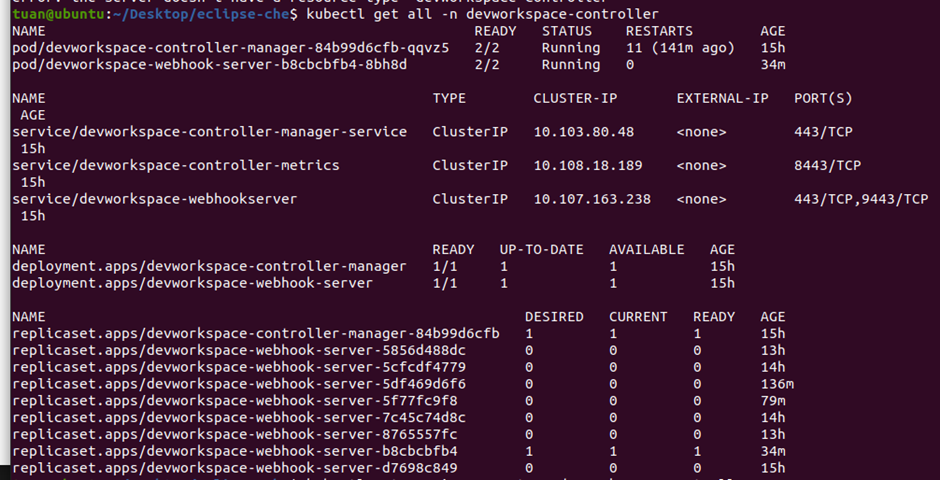 tuan@ubuntu:~/Desktop/eclipse-che$ kubectl get all -n devworkspace-controller
NAME READY STATUS RESTARTS AGE
pod/devworkspace-controller-manager-84b99d6cfb-qqvz5 2/2 Running 11 (141m ago) 15h
pod/devworkspace-webhook-server-b8cbcbfb4-8bh8d 2/2 Running 0 34m
NAME TYPE CLUSTER-IP EXTERNAL-IP PORT(S)
AGE
service/devworkspace-controller-manager-service ClusterIP 10.103.80.48 <none> 443/TCP
15h
service/devworkspace-controller-metrics ClusterIP 10.108.18.189 <none> 8443/TCP
15h
service/devworkspace-webhookserver ClusterIP 10.107.163.238 <none> 443/TCP,9443/TCP
15h
NAME READY UP-TO-DATE AVAILABLE AGE
deployment.apps/devworkspace-controller-manager 1/1 1 1 15h
deployment.apps/devworkspace-webhook-server 1/1 1 1 15h
NAME DESIRED CURRENT READY AGE
replicaset.apps/devworkspace-controller-manager-84b99d6cfb 1 1 1 15h
replicaset.apps/devworkspace-webhook-server-5856d488dc 0 0 0 13h
replicaset.apps/devworkspace-webhook-server-5cfcdf4779 0 0 0 14h
replicaset.apps/devworkspace-webhook-server-5df469d6f6 0 0 0 136m
replicaset.apps/devworkspace-webhook-server-5f77fc9f8 0 0 0 79m
replicaset.apps/devworkspace-webhook-server-7c45c74d8c 0 0 0 14h
replicaset.apps/devworkspace-webhook-server-8765557fc 0 0 0 13h
replicaset.apps/devworkspace-webhook-server-b8cbcbfb4 1 1 1 34m
replicaset.apps/devworkspace-webhook-server-d7698c849 0 0 0 15h